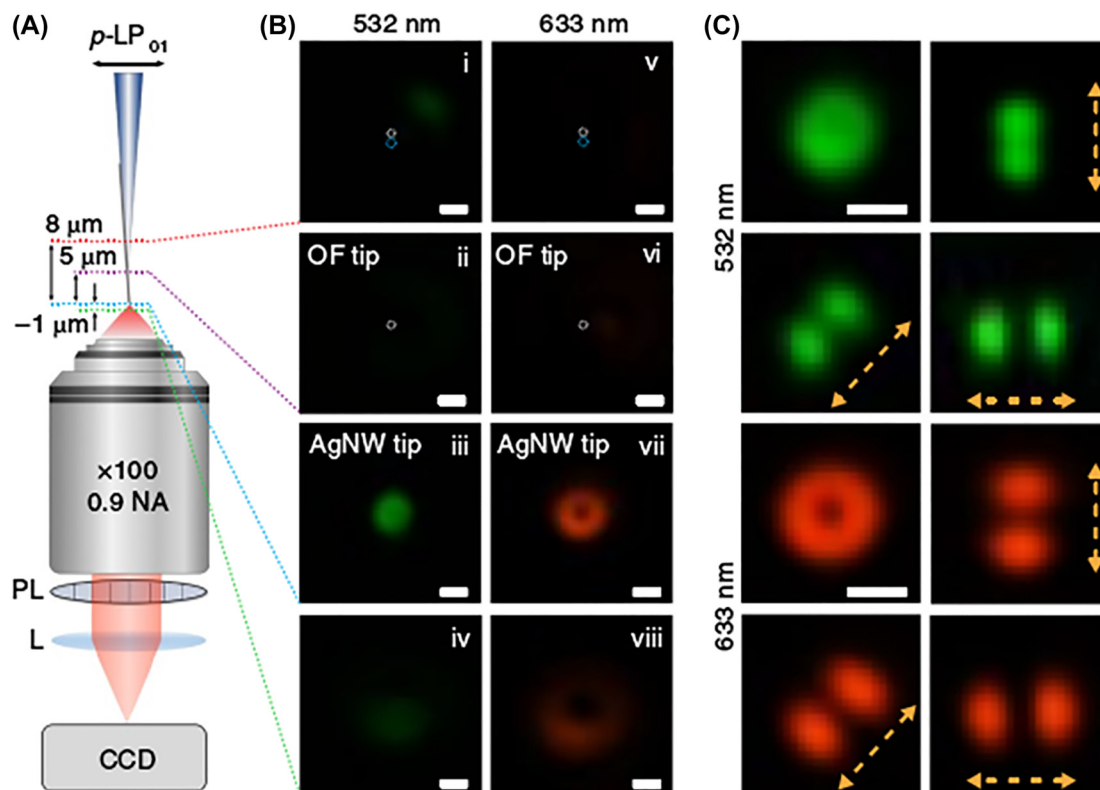 (A)
p-LP01
8 μm
5 μm
–1 μm
×100
0.9 NA
PL
L
CCD
(B)
532 nm
633 nm
i
v
OF tip
ii
OF tip
vi
AgNW tip
iii
AgNW tip
vii
iv
viii
(C)
532 nm
633 nm